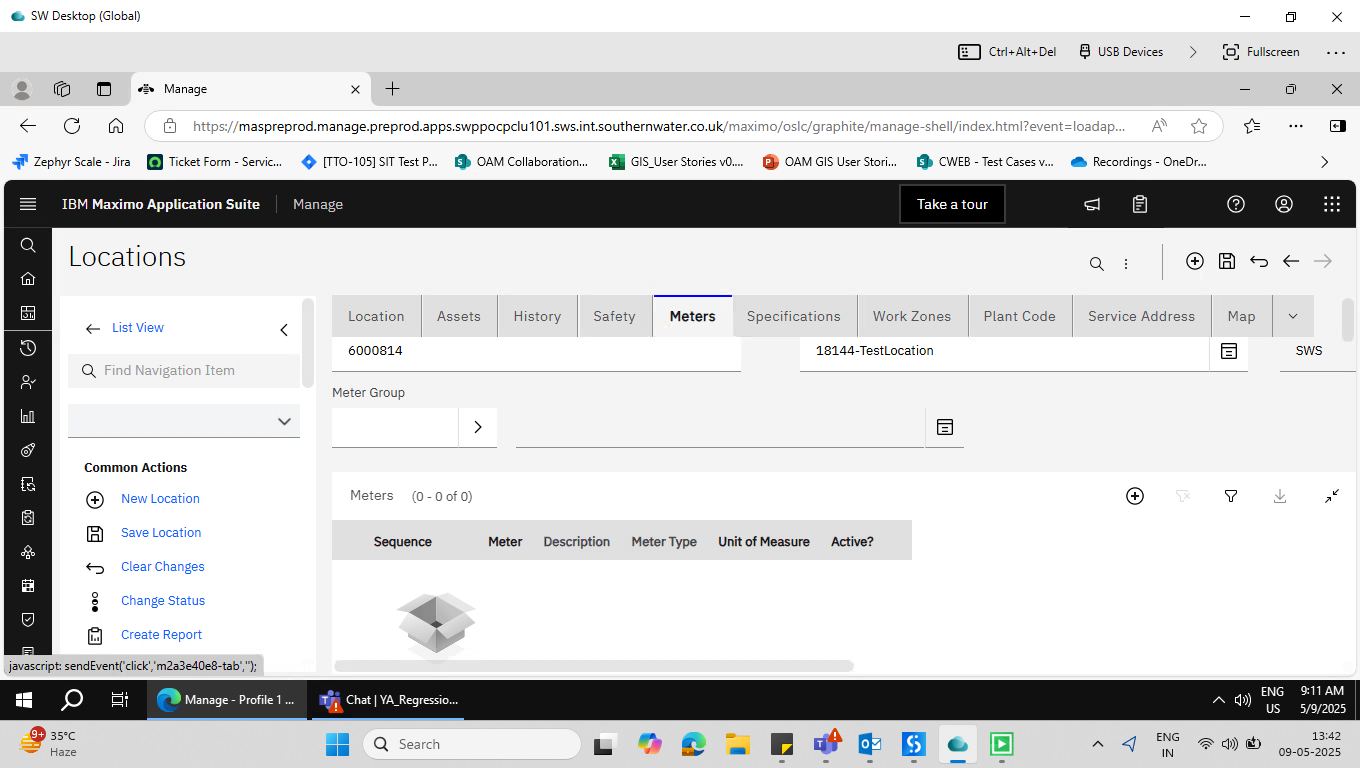 SW Desktop (Global)
Ctrl+Alt+Del USB Devices Fullscreen
Manage
https://maspreprod.manage.preprod.apps.swppocpclu101.sws.int.southernwater.co.uk/maximo/oslc/graphite/manage-shell/index.html?event=loadap...
Zephyr Scale - Jira Ticket Form - Servic... [TTO-105] SIT Test P... OAM Collaboration... GIS_User Stories v0.... OAM GIS User Stori... CWEB - Test Cases v... Recordings - OneDr...
IBM Maximo Application Suite Manage Take a tour
Locations
List View
Find Navigation Item
Common Actions
New Location
Save Location
Clear Changes
Change Status
Create Report
Location Assets History Safety Meters Specifications Work Zones Plant Code Service Address Map
6000814 18144-TestLocation SWS
Meter Group
Meters (0 - 0 of 0)
Sequence Meter Description Meter Type Unit of Measure Active?
javascript: sendEvent('click','m2a3e40e8-tab','');
Manage - Profile 1 ... Chat | YA_Regressio...
ENG
US
9:11 AM
5/9/2025
9+
35°C
Haze
Search
ENG
IN
13:42
09-05-2025